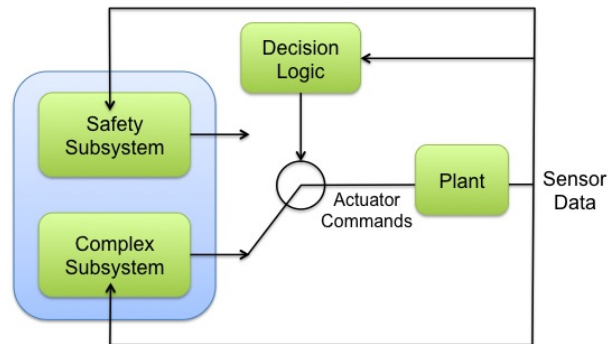 Decision
Logic
Safety
Subsystem
Plant
Sensor
Data
Actuator
Commands
Complex
Subsystem